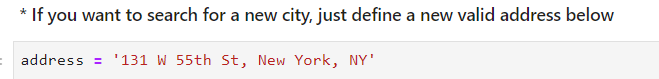 * If you want to search for a new city, just define a new valid address below
address = '131 W 55th St, New York, NY'